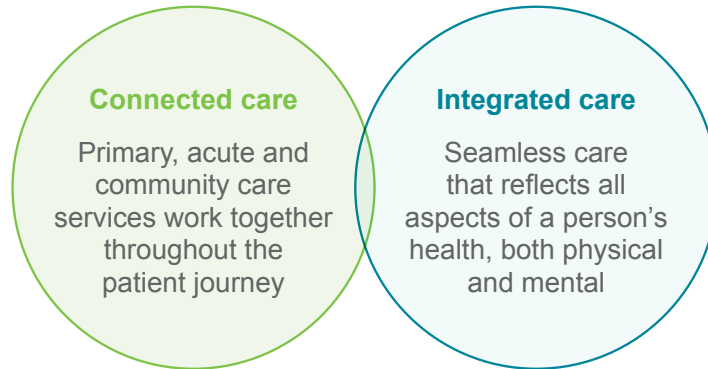 Connected care
Primary, acute and
community care
services work together
throughout the
patient journey
Integrated care
Seamless care
that reflects all
aspects of a person’s
health, both physical
and mental